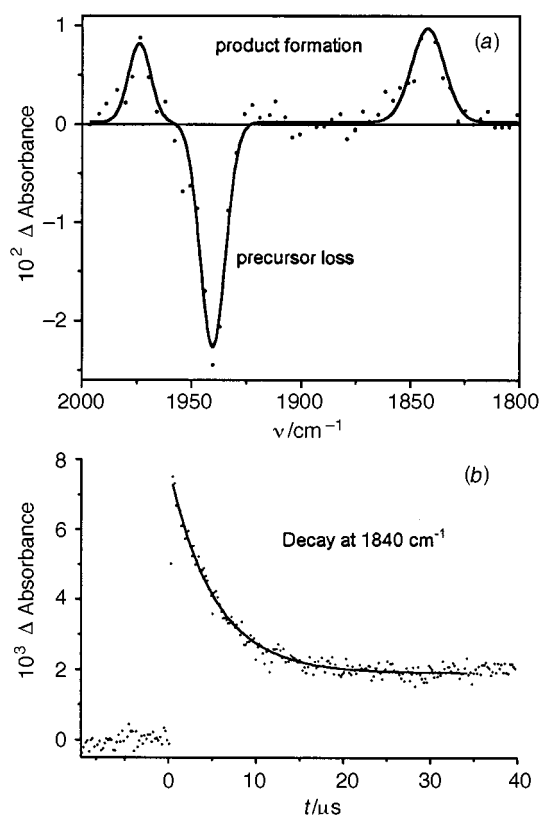 (a)
product formation
precursor loss
10² Δ Absorbance
1
0
−1
−2
2000 1950 1900 1850 1800
ν/cm⁻¹
(b)
Decay at 1840 cm⁻¹
10³ Δ Absorbance
8
6
4
2
0
0 10 20 30 40
t/μs